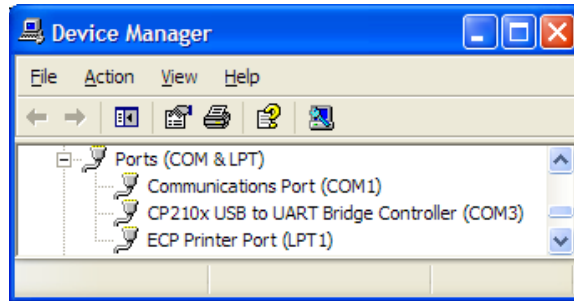 Device Manager
File Action View Help
Ports (COM & LPT)
Communications Port (COM1)
CP210x USB to UART Bridge Controller (COM3)
ECP Printer Port (LPT1)